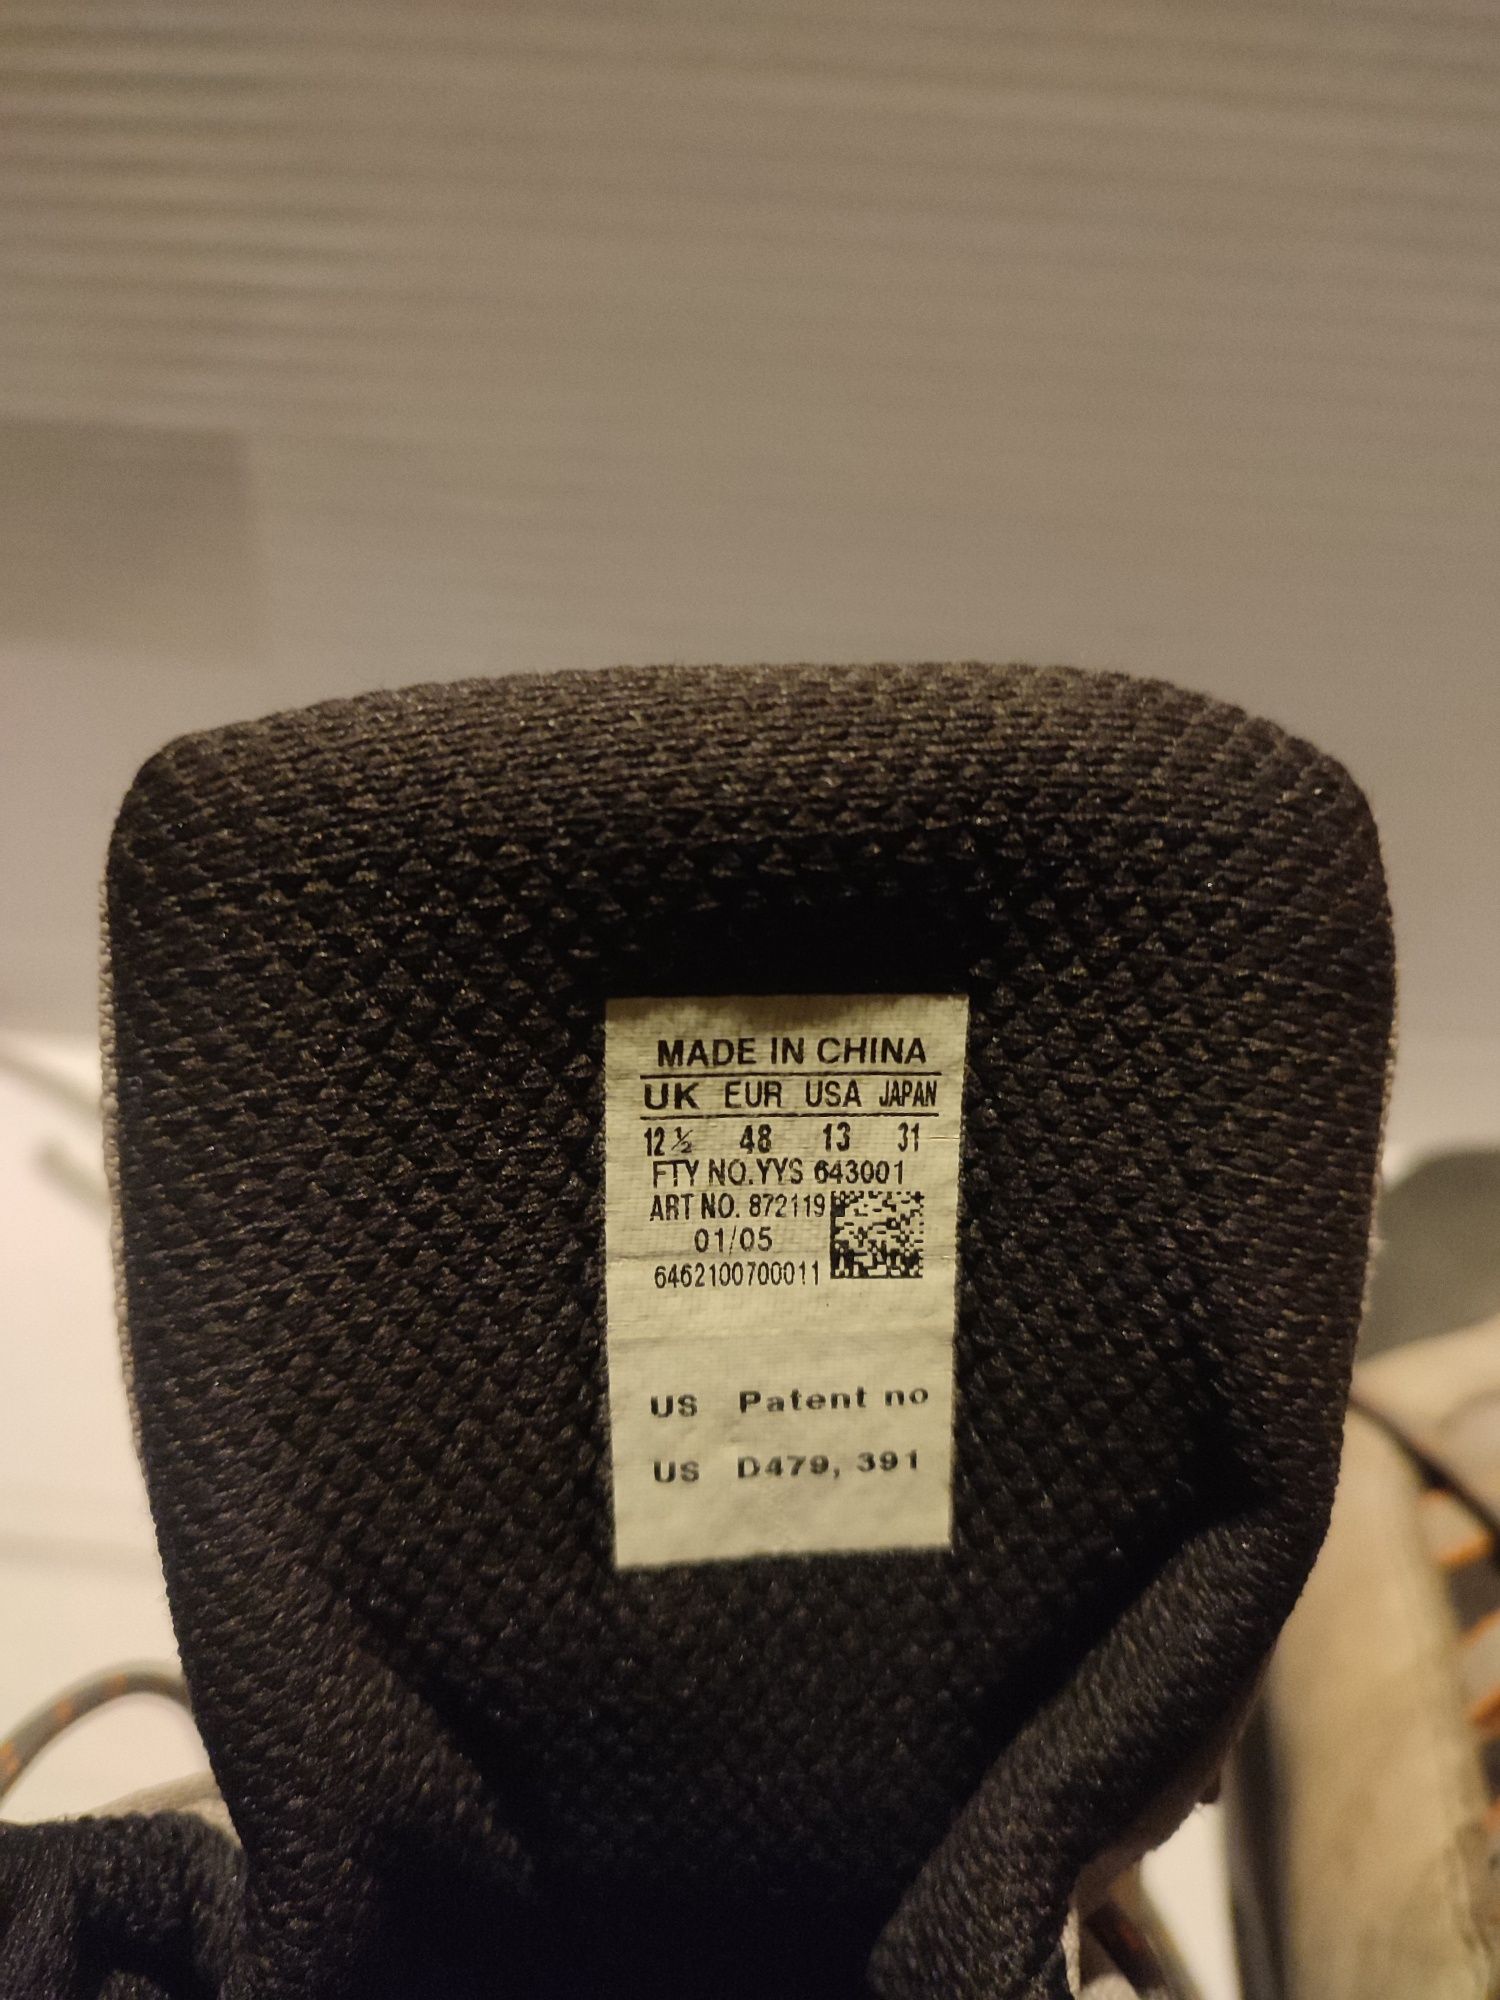 MADE IN CHINA
UK EUR USA JAPAN
12 ½ 48 13 31
FTY NO.YYS 643001
ART NO. 872119
01/05
6462100700011
US Patent no
US D479, 391